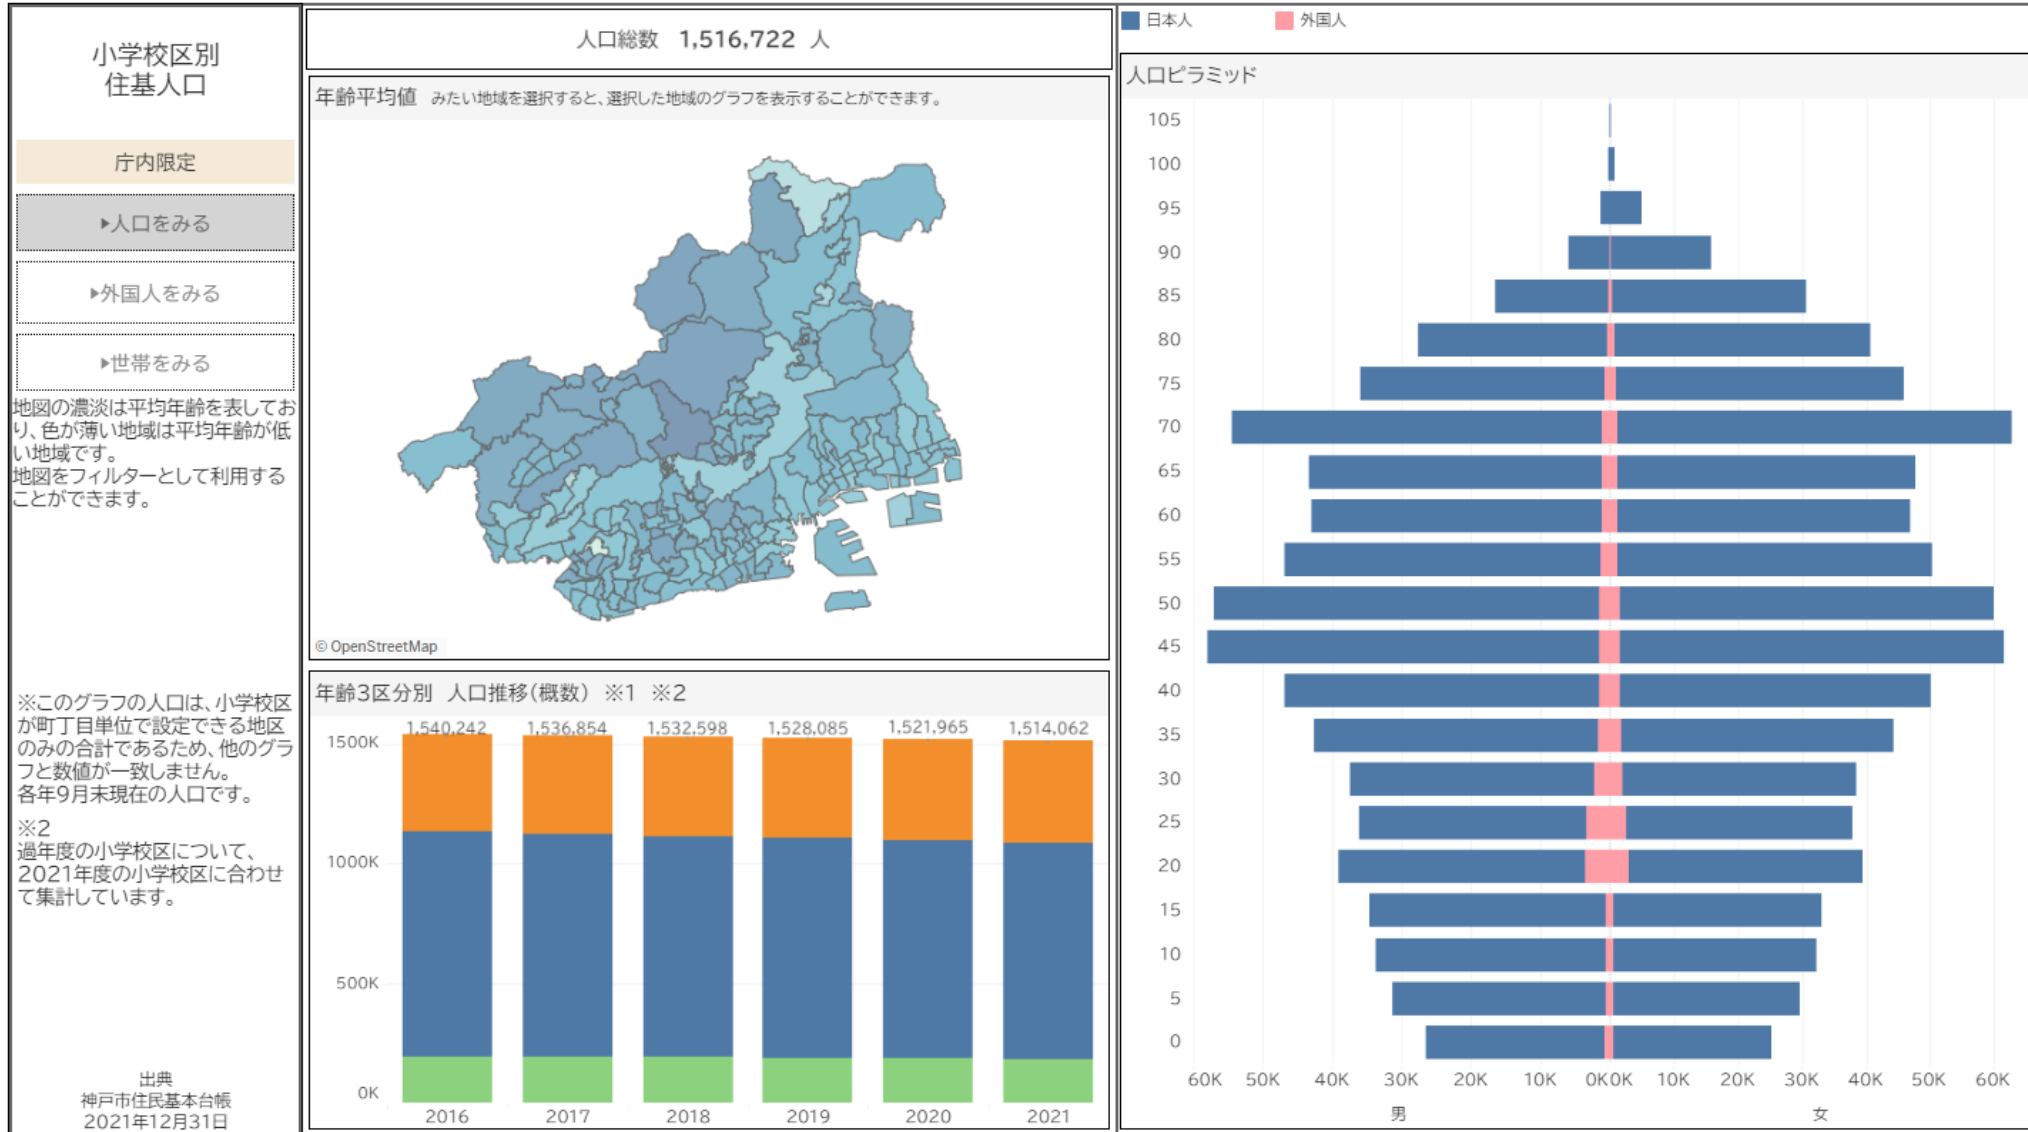 小学校区別
住基人口
庁内限定
▶人口をみる
▶外国人をみる
▶世帯をみる
地図の濃淡は平均年齢を表してお
り、色が薄い地域は平均年齢が低
い地域です。
地図をフィルターとして利用する
ことができます。
※このグラフの人口は、小学校区
が町丁目単位で設定できる地区
のみの合計であるため、他のグラ
フと数値が一致しません。
各年9月末現在の人口です。
※2
過年度の小学校区について、
2021年度の小学校区に合わせ
て集計しています。
出典
神戸市住民基本台帳
2021年12月31日
人口総数 1,516,722 人
年齢平均値 みたい地域を選択すると、選択した地域のグラフを表示することができます。
© OpenStreetMap
年齢3区分別 人口推移(概数) ※1 ※2
1,540,242 1,536,854 1,532,598 1,528,085 1,521,965 1,514,062
1500K
1000K
500K
0K
2016 2017 2018 2019 2020 2021
日本人 外国人
人口ピラミッド
105
100
95
90
85
80
75
70
65
60
55
50
45
40
35
30
25
20
15
10
5
0
60K 50K 40K 30K 20K 10K 0K 0K 10K 20K 30K 40K 50K 60K
男 女